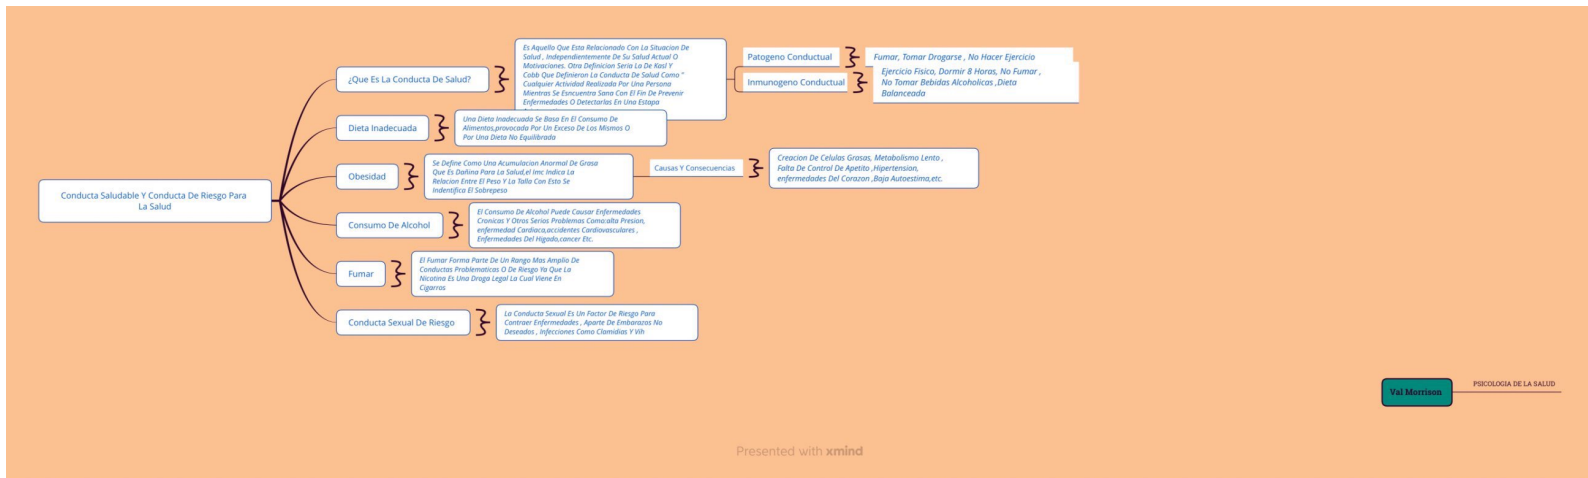 Conducta Saludable Y Conducta De Riesgo Para
La Salud
¿Que Es La Conducta De Salud?
Es Aquello Que Esta Relacionado Con La Situacion De
Salud , Independientemente De Su Salud Actual O
Motivaciones. Otra Definicion Seria La De Kasl Y
Cobb Que Definieron La Conducta De Salud Como "
Cualquier Actividad Realizada Por Una Persona
Mientras Se Esncuentra Sana Con El Fin De Prevenir
Enfermedades O Detectarlas En Una Estapa
Patogeno Conductual
Fumar, Tomar Drogarse , No Hacer Ejercicio
Inmunogeno Conductual
Ejercicio Fisico, Dormir 8 Horas, No Fumar ,
No Tomar Bebidas Alcoholicas ,Dieta
Balanceada
Dieta Inadecuada
Una Dieta Inadecuada Se Basa En El Consumo De
Alimentos,provocada Por Un Exceso De Los Mismos O
Por Una Dieta No Equilibrada
Obesidad
Se Define Como Una Acumulacion Anormal De Grasa
Que Es Dañina Para La Salud,el Imc Indica La
Relacion Entre El Peso Y La Talla Con Esto Se
Indentifica El Sobrepeso
Causas Y Consecuencias
Creacion De Celulas Grasas, Metabolismo Lento ,
Falta De Control De Apetito ,Hipertension,
enfermedades Del Corazon ,Baja Autoestima,etc.
Consumo De Alcohol
El Consumo De Alcohol Puede Causar Enfermedades
Cronicas Y Otros Serios Problemas Como:alta Presion,
enfermedad Cardiaca,accidentes Cardiovasculares ,
Enfermedades Del Higado,cancer Etc.
Fumar
El Fumar Forma Parte De Un Rango Mas Amplio De
Conductas Problematicas O De Riesgo Ya Que La
Nicotina Es Una Droga Legal La Cual Viene En
Cigarros
Conducta Sexual De Riesgo
La Conducta Sexual Es Un Factor De Riesgo Para
Contraer Enfermedades , Aparte De Embarazos No
Deseados , Infecciones Como Clamidias Y Vih
Val Morrison
PSICOLOGIA DE LA SALUD
Presented with xmind